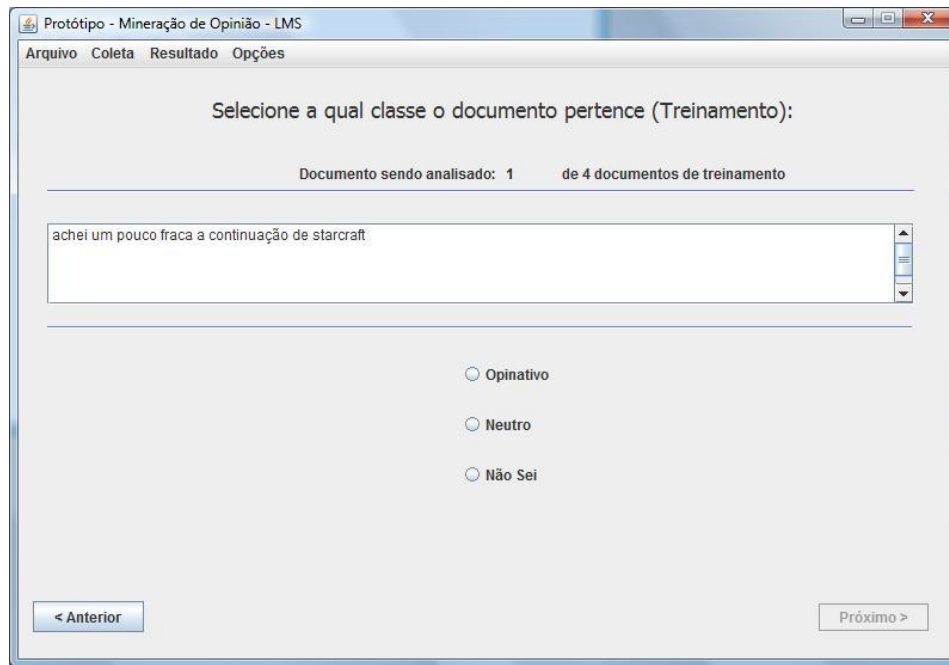 Protótipo - Mineração de Opinião - LMS
Arquivo Coleta Resultado Opções
Selecione a qual classe o documento pertence (Treinamento):
Documento sendo analisado: 1 de 4 documentos de treinamento
achei um pouco fraca a continuação de starcraft
Opinativo
Neutro
Não Sei
< Anterior Próximo >